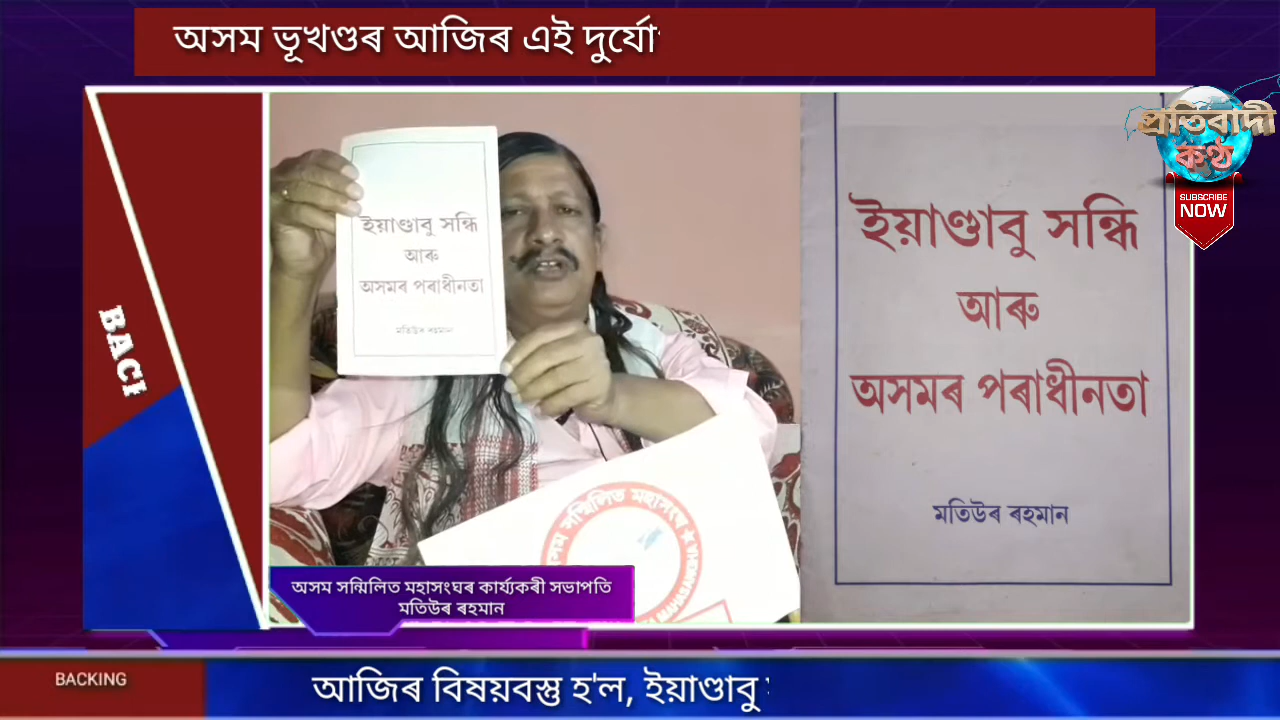 অসম ভূখণ্ডৰ আজিৰ এই
প্ৰতিবাদী
কণ্ঠ
SUBSCRIBE
NOW
BACI
ইয়াণ্ডাবু সন্ধি
আৰু
অসমৰ পৰাধীনতা
মতিউৰ ৰহমান
ইয়াণ্ডাবু সন্ধি
আৰু
অসমৰ পৰাধীনতা
মতিউৰ ৰহমান
সন্মিলিত মহাসংঘ
অসম সন্মিলিত মহাসংঘৰ কাৰ্য্যকৰী সভাপতি
মতিউৰ ৰহমান
BACKING
আজিৰ বিষয়বস্তু হ'ল, ইয়াণ্ডাবু